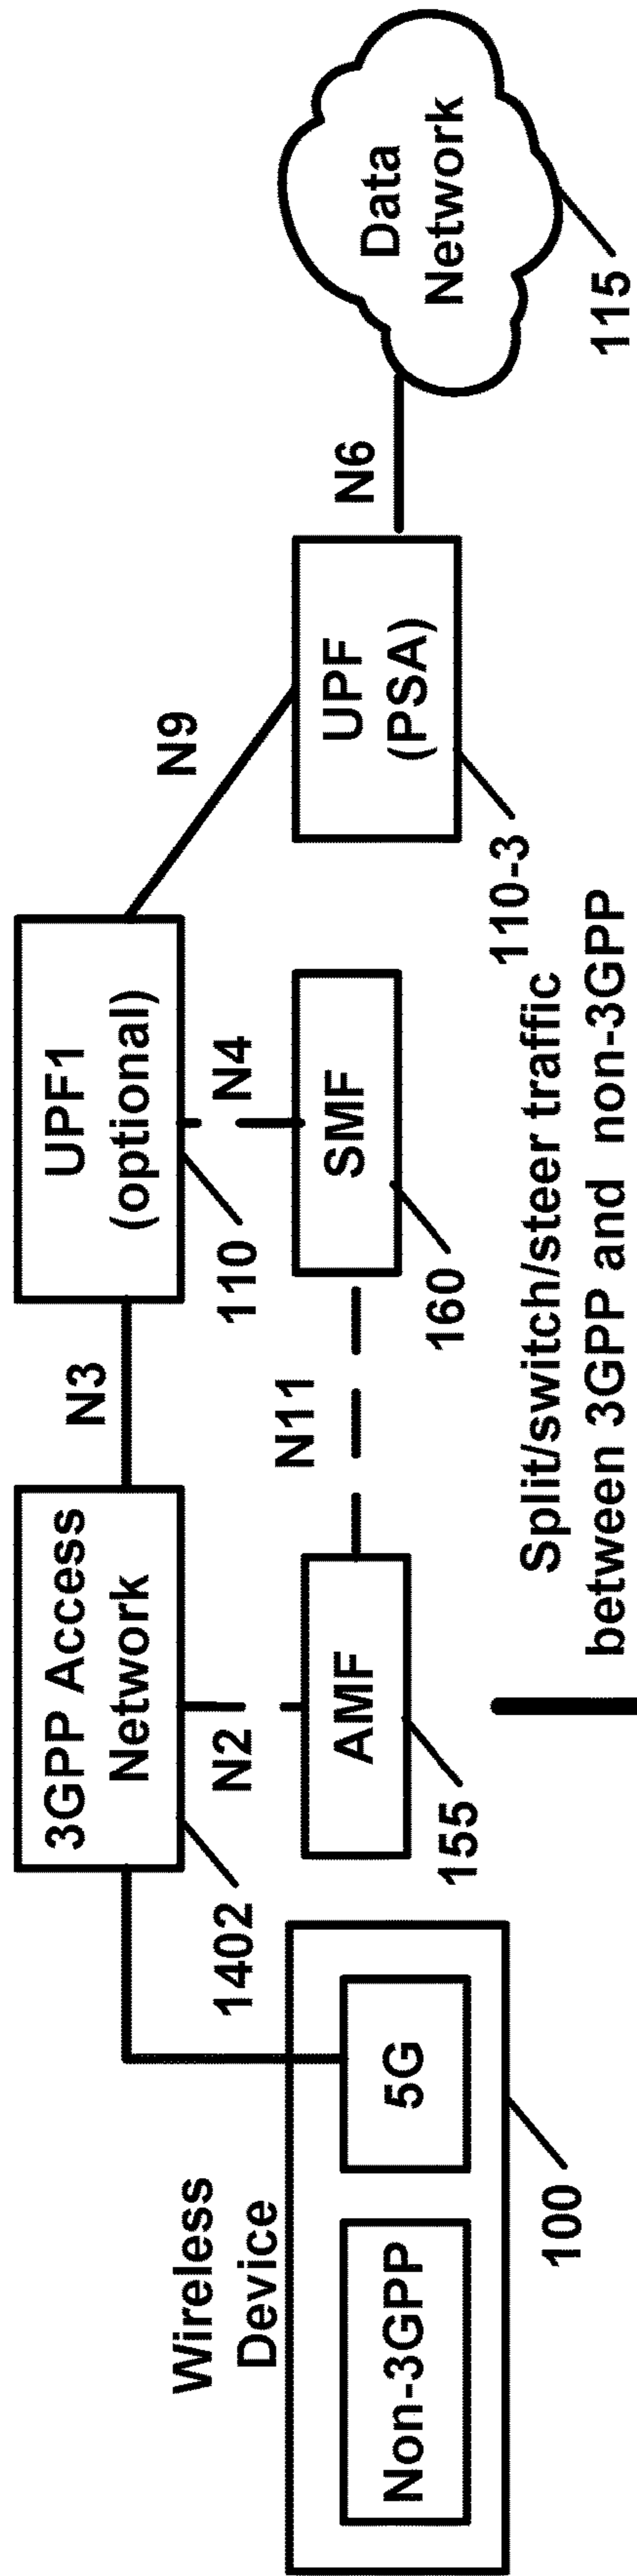 Wireless
Device
Non-3GPP
5G
100
3GPP Access
Network
1402
N2
AMF
155
N3
N11
UPF1
(optional)
110
N4
SMF
160
N9
UPF
(PSA)
110-3
N6
Data
Network
115
Split/switch/steer traffic
between 3GPP and non-3GPP